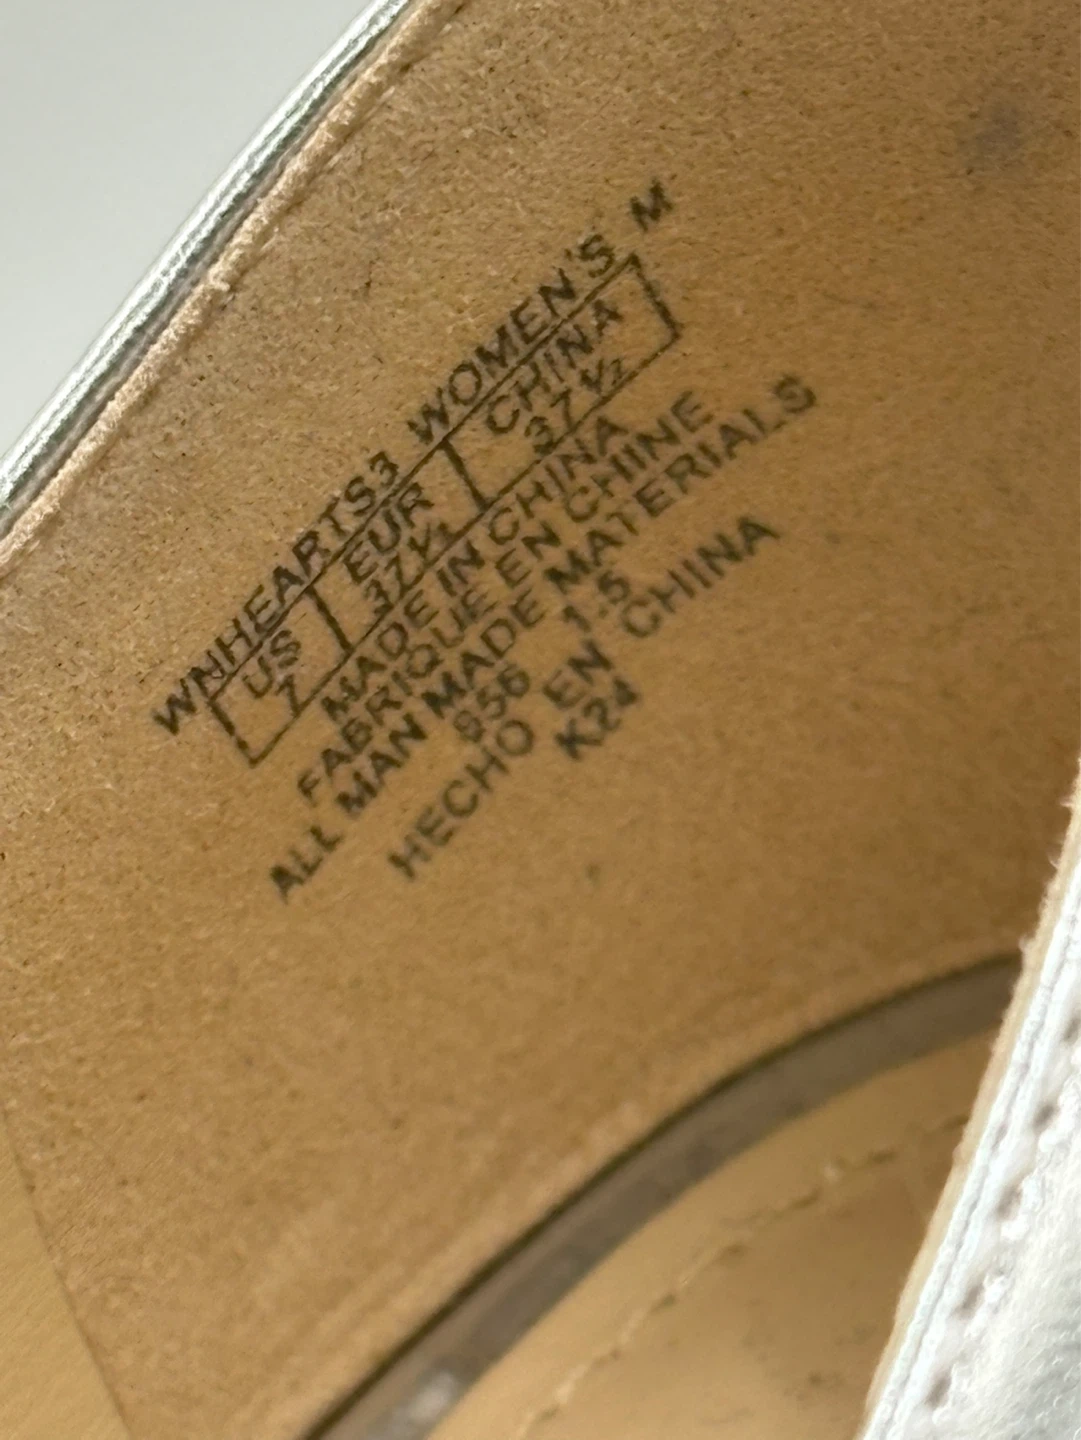 WNHEARTS3 WOMEN'S M
US EUR CHINA
7 37½ 37½
MADE IN CHINA
FABRIQUE EN CHINE
ALL MAN MADE MATERIALS
856 1.5
HECHO EN CHINA
K24